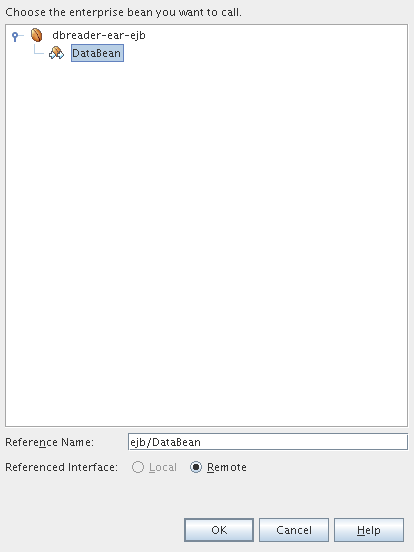 Choose the enterprise bean you want to call.
dbreader-ear-ejb
DataBean
Reference Name: ejb/DataBean
Referenced Interface: Local Remote
OK Cancel Help